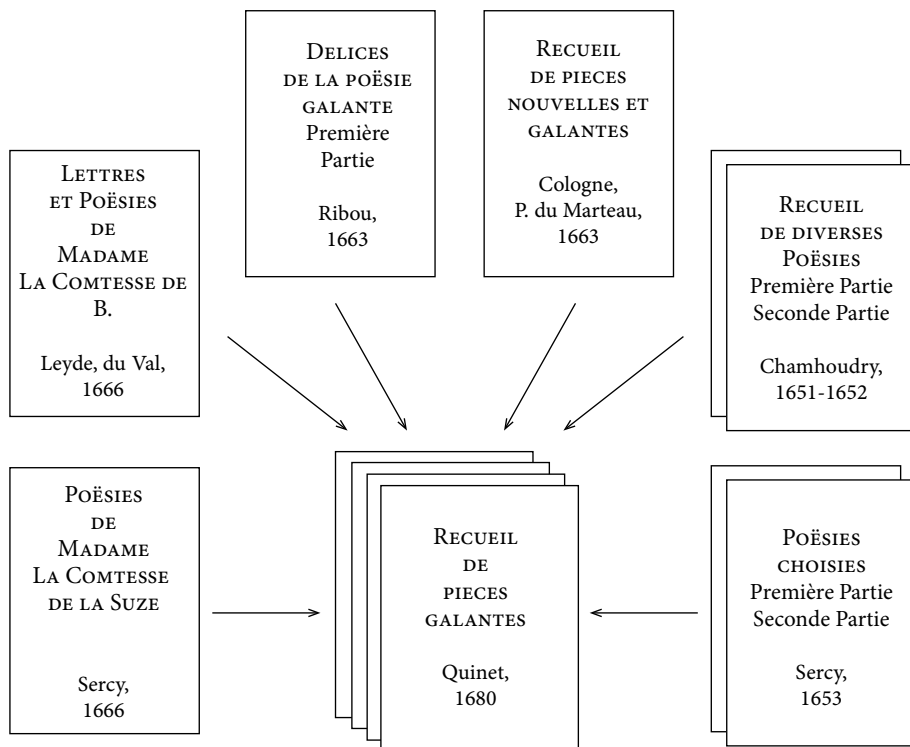 Delices
de la poësie
galante
Première
Partie
Ribou,
1663
Recueil
de pieces
nouvelles et
galantes
Cologne,
P. du Marteau,
1663
Lettres
et Poësies
de
Madame
La Comtesse de
B.
Leyde, du Val,
1666
Recueil
de diverses
Poësies
Première Partie
Seconde Partie
Chamhoudry,
1651-1652
Poësies
de
Madame
La Comtesse
de la Suze
Sercy,
1666
Recueil
de
pieces
galantes
Quinet,
1680
Poësies
choisies
Première Partie
Seconde Partie
Sercy,
1653